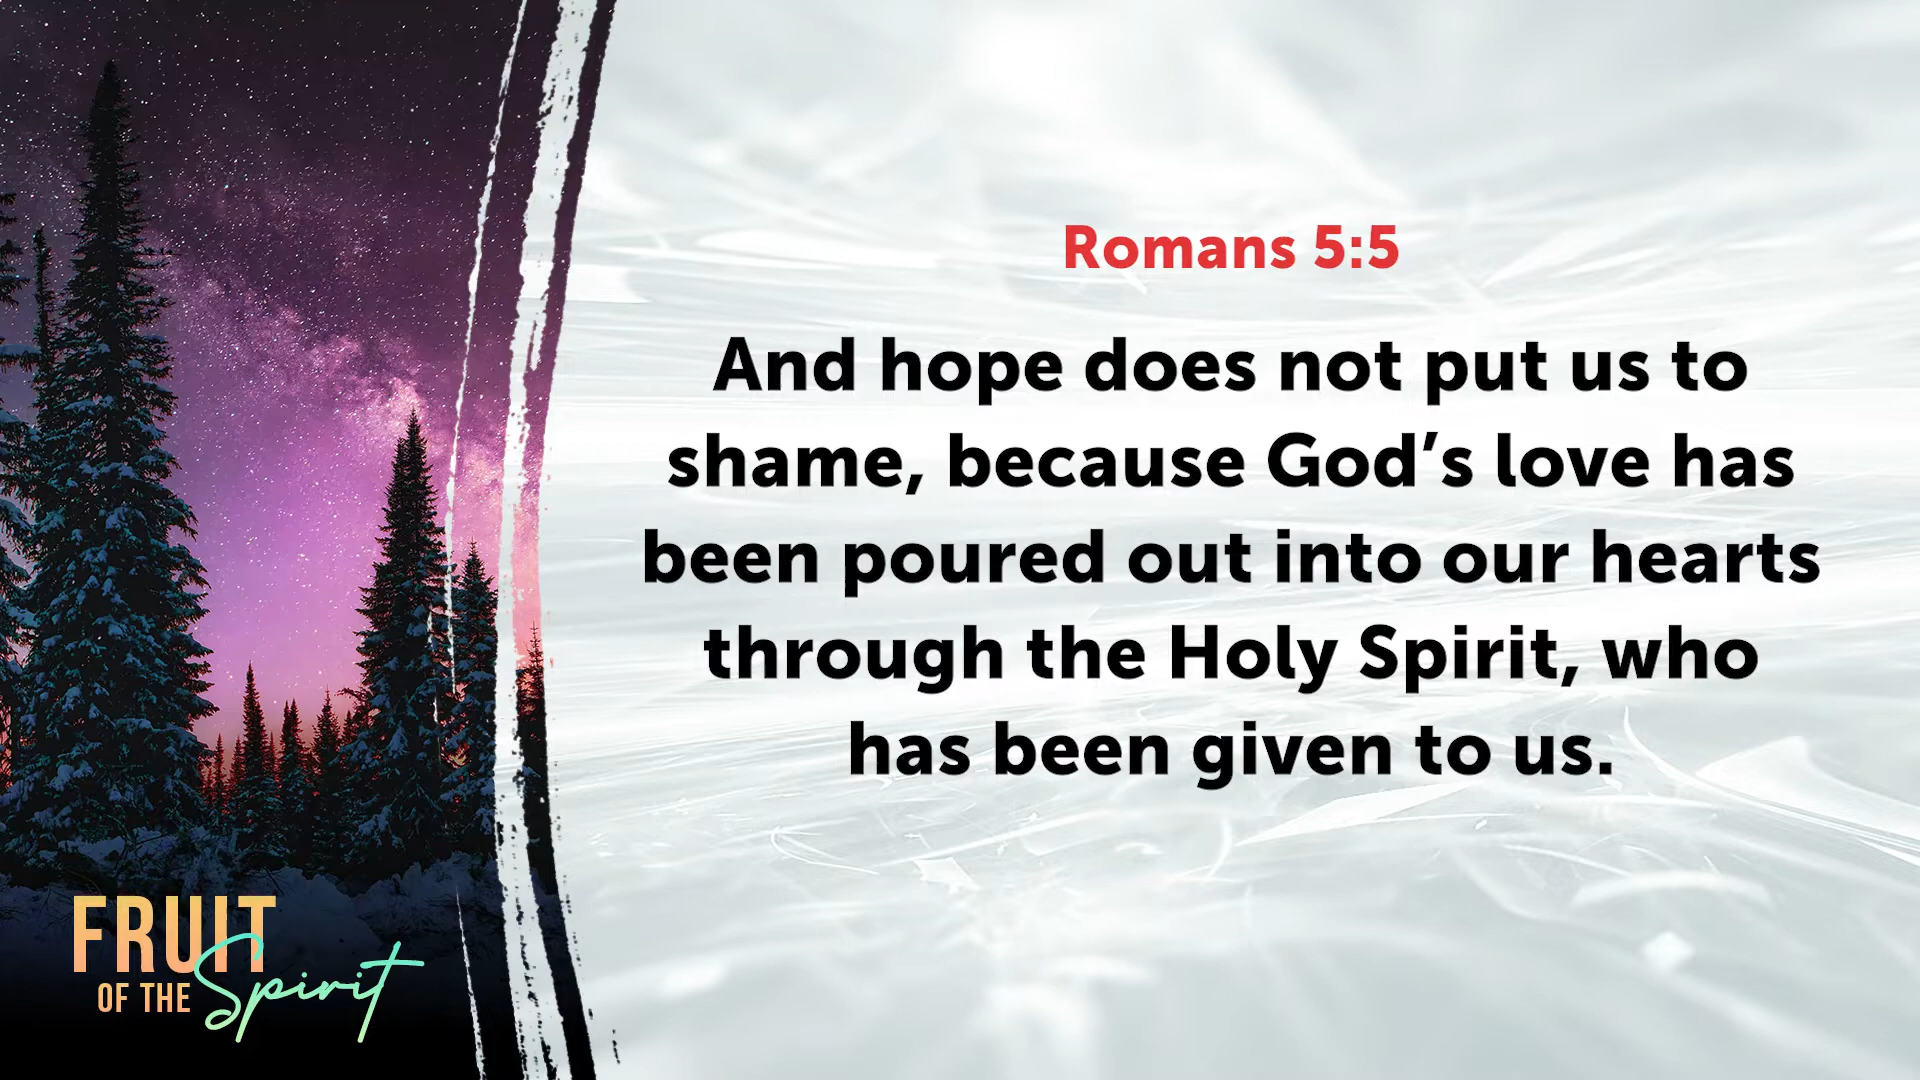 Romans 5:5
And hope does not put us to
shame, because God’s love has
been poured out into our hearts
through the Holy Spirit, who
has been given to us.
FRUIT
OF THE Spirit